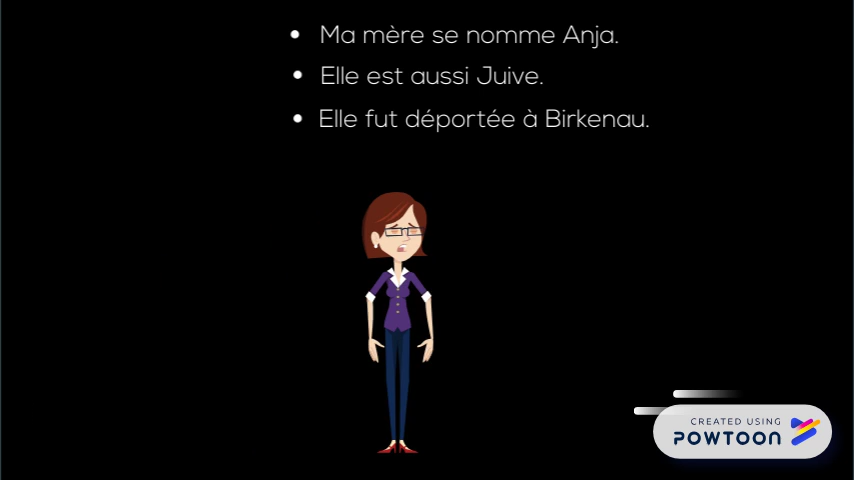 • Ma mère se nomme Anja.
• Elle est aussi Juive.
• Elle fut déportée à Birkenau.
CREATED USING
POWTOON